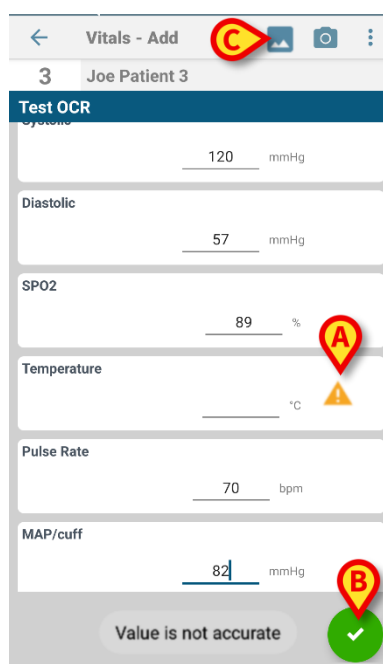 Vitals - Add
C
3 Joe Patient 3
Test OCR
Systolic
120 mmHg
Diastolic
57 mmHg
SPO2
89 %
A
Temperature
°C
Pulse Rate
70 bpm
MAP/cuff
82 mmHg
B
Value is not accurate